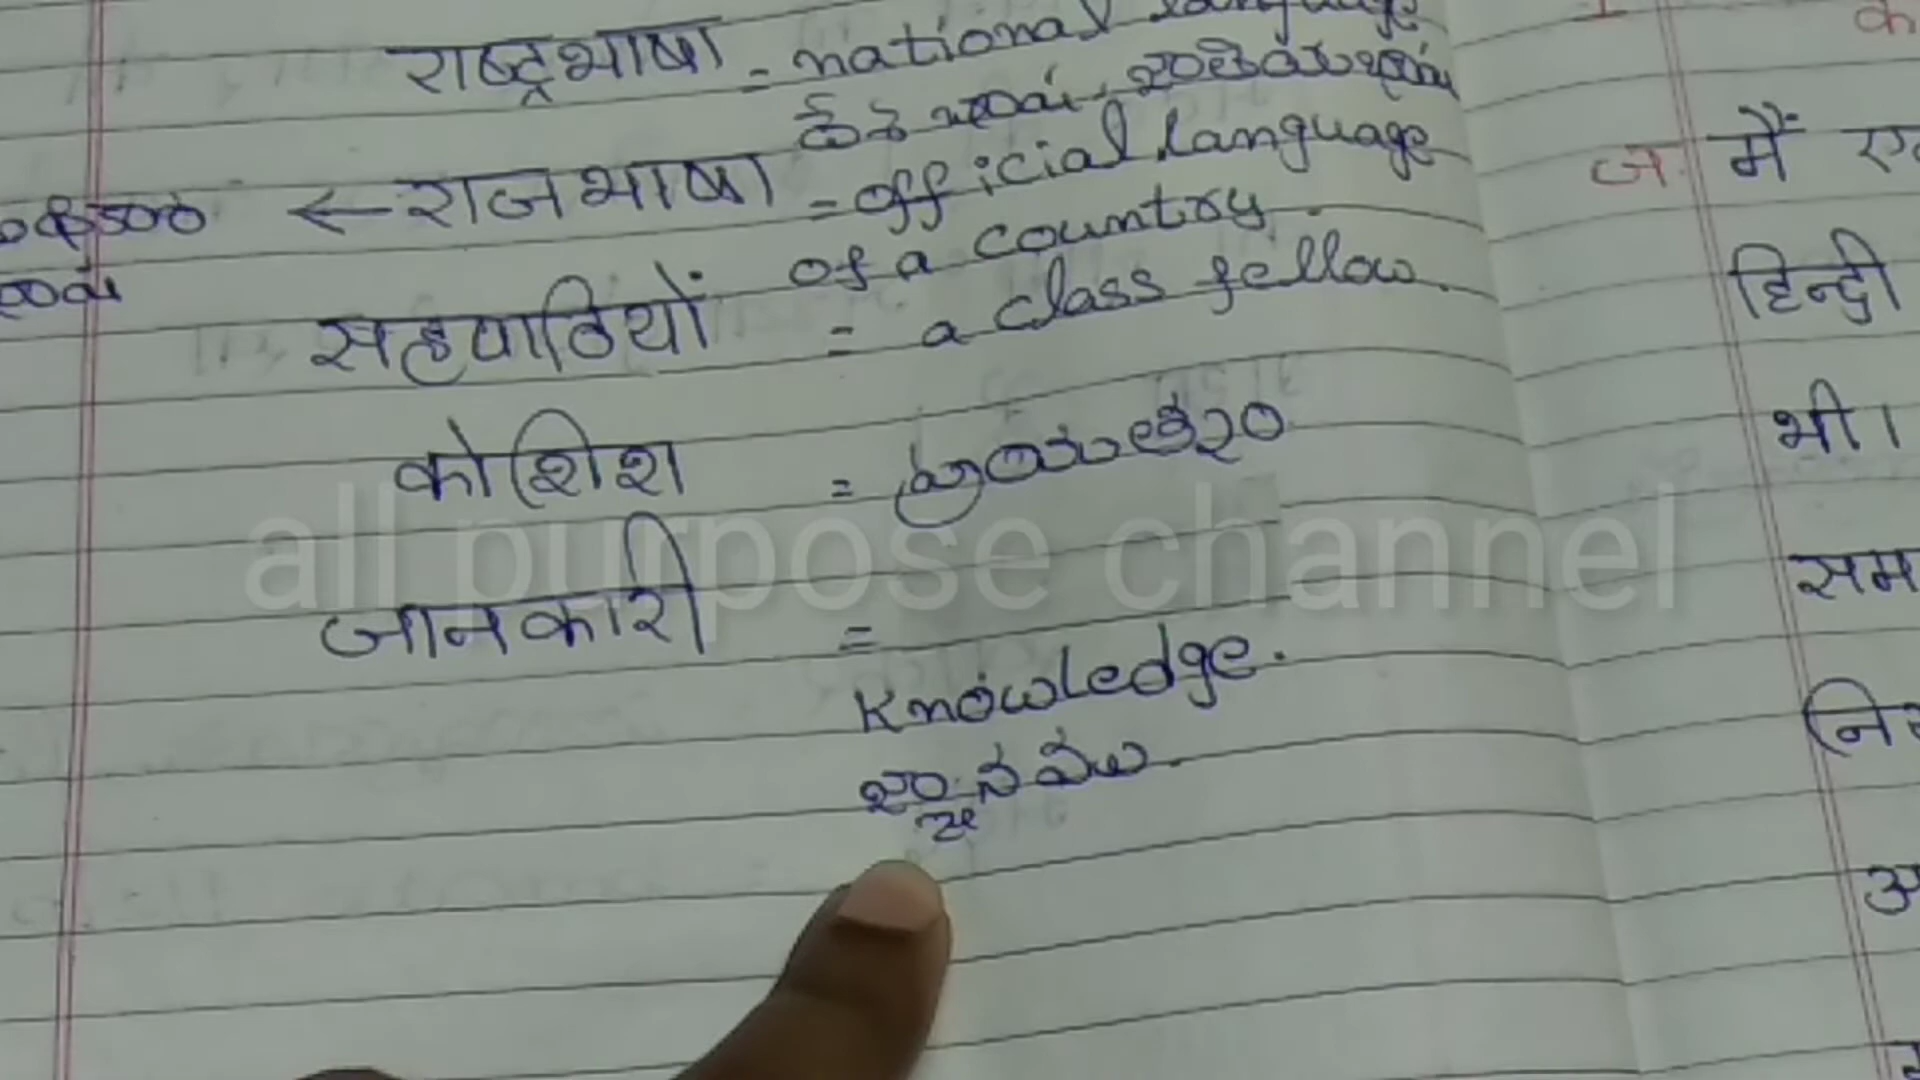 राष्ट्रभाषा = national language
దేశ భాష, జాతీయ భాష
← राजभाषा = official language
of a country.
सहपाठियों = a class fellow.
कोशिश = ప్రయత్నం
जानकारी =
Knowledge.
జ్ఞానము.
क
ज. मैं
हिन्दी
भी।
all purpose channel